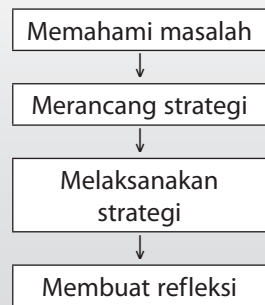 Memahami masalah
Merancang strategi
Melaksanakan
strategi
Membuat refleksi